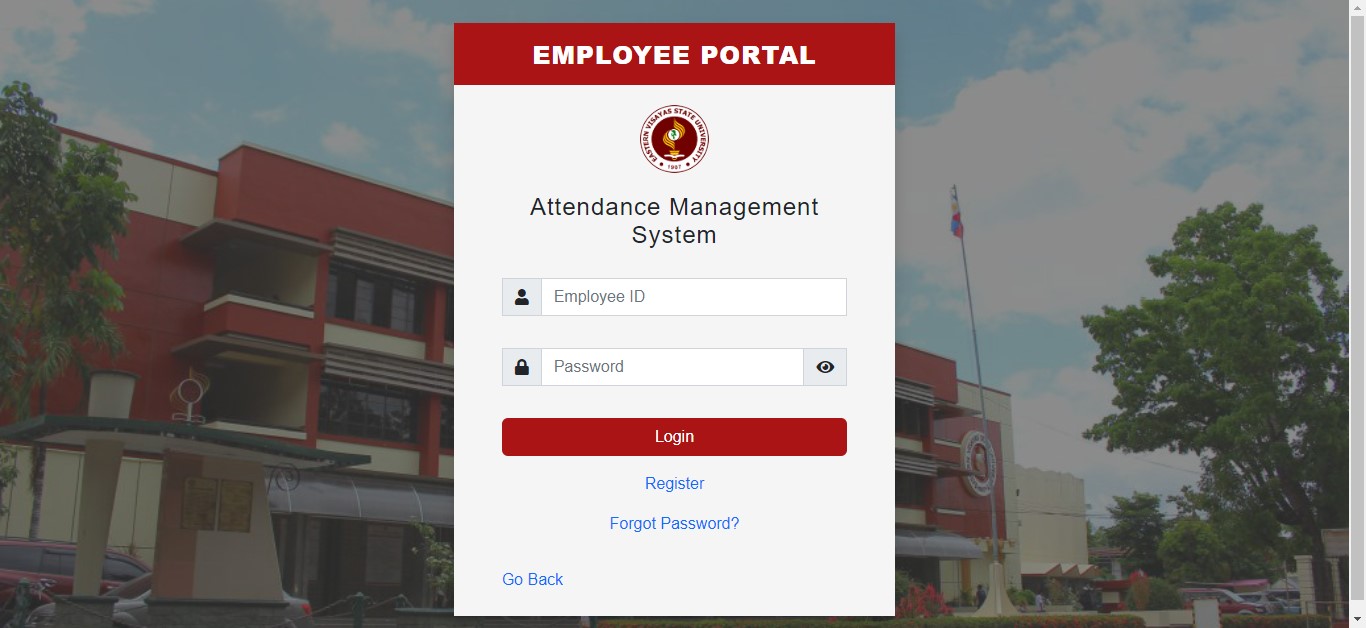 EMPLOYEE PORTAL
EASTERN VISAYAS STATE UNIVERSITY
1907
Attendance Management
System
Employee ID
Password
Login
Register
Forgot Password?
Go Back